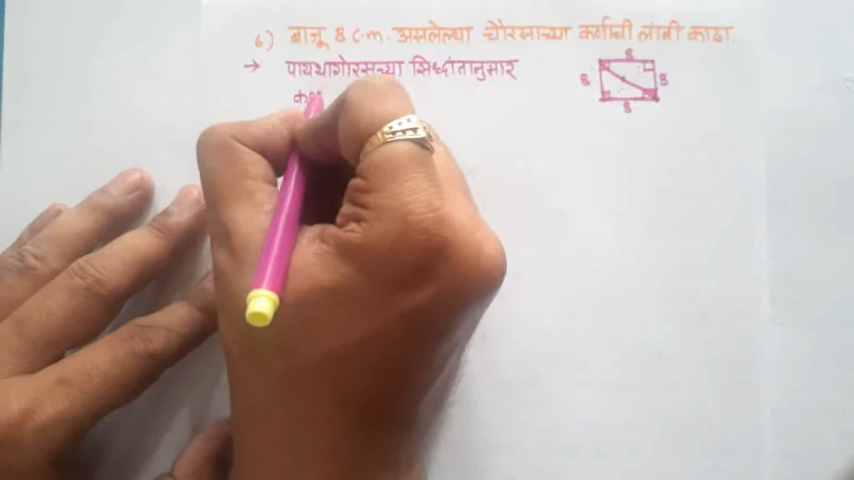 6) बाजू 8 c.m. असलेल्या चौरसाच्या कर्णाची लांबी काढा.
→ पायथागोरसच्या सिध्दांतानुसार
8
8
8
8